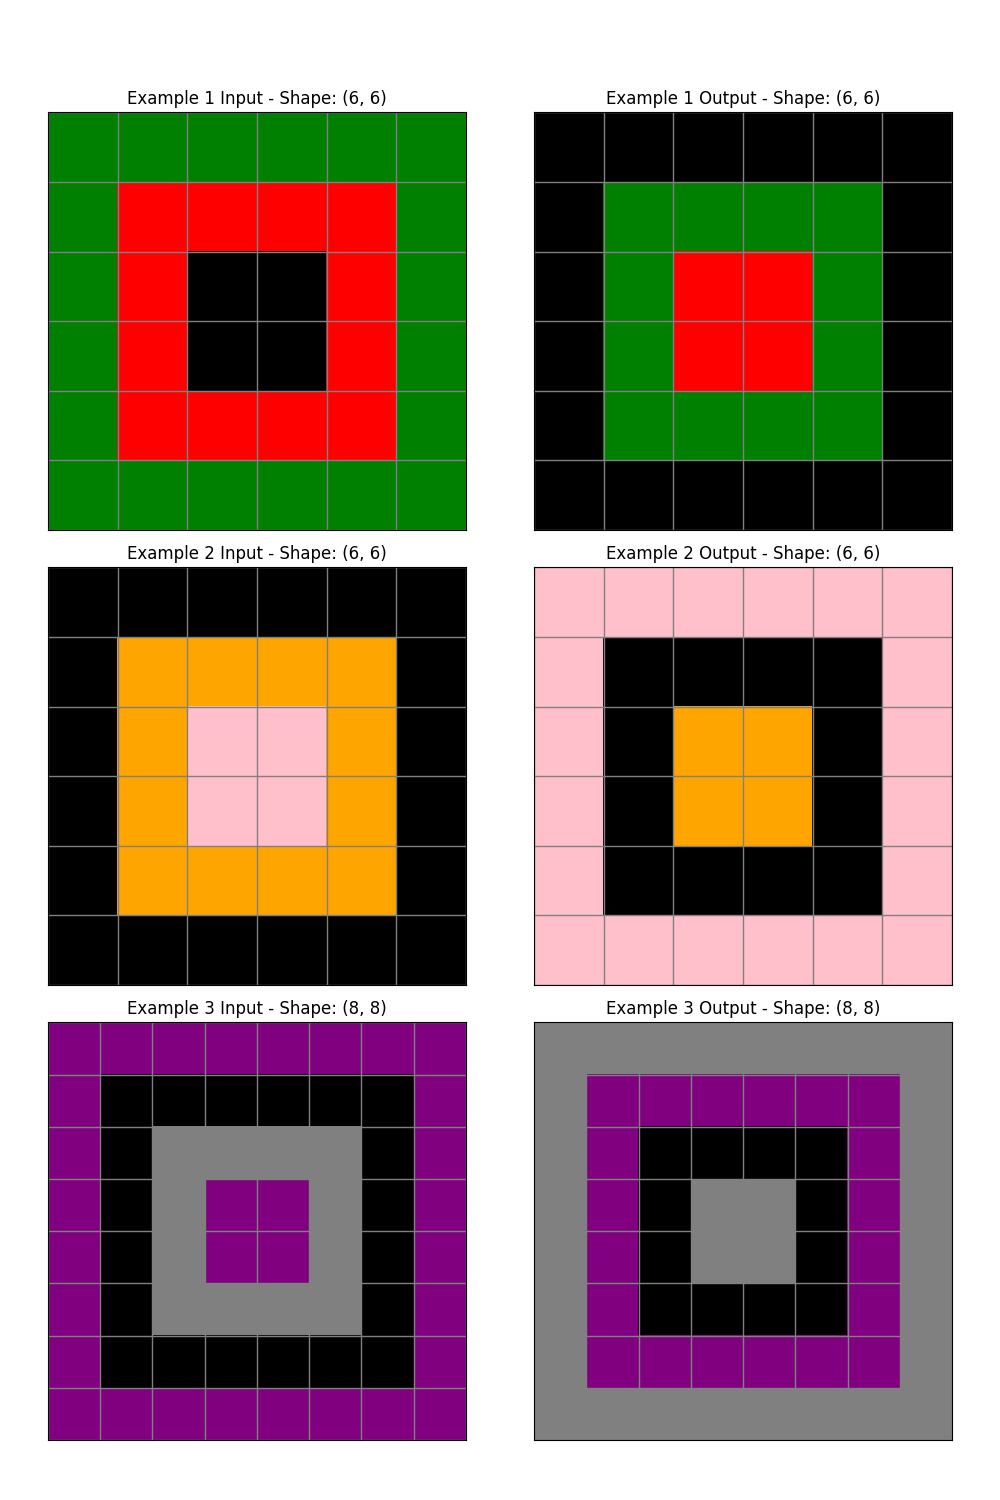 Example 1 Input - Shape: (6, 6)
Example 1 Output - Shape: (6, 6)
Example 2 Input - Shape: (6, 6)
Example 2 Output - Shape: (6, 6)
Example 3 Input - Shape: (8, 8)
Example 3 Output - Shape: (8, 8)